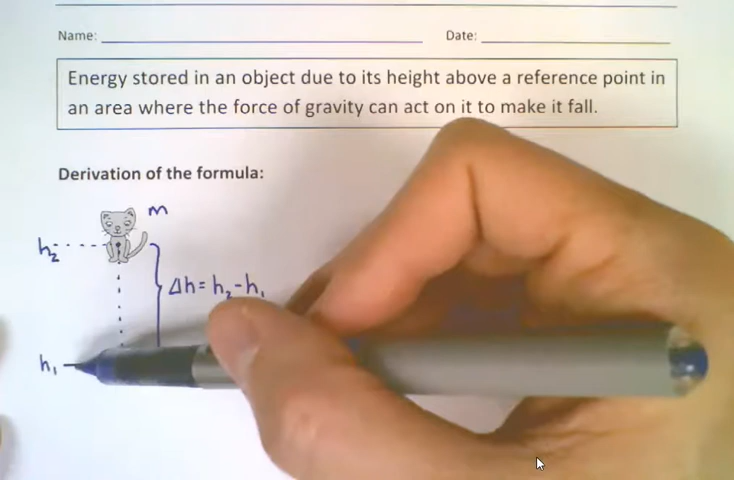 Name: Date:
Energy stored in an object due to its height above a reference point in
an area where the force of gravity can act on it to make it fall.
Derivation of the formula:
m
h₂
Δh = h₂ - h₁
h₁